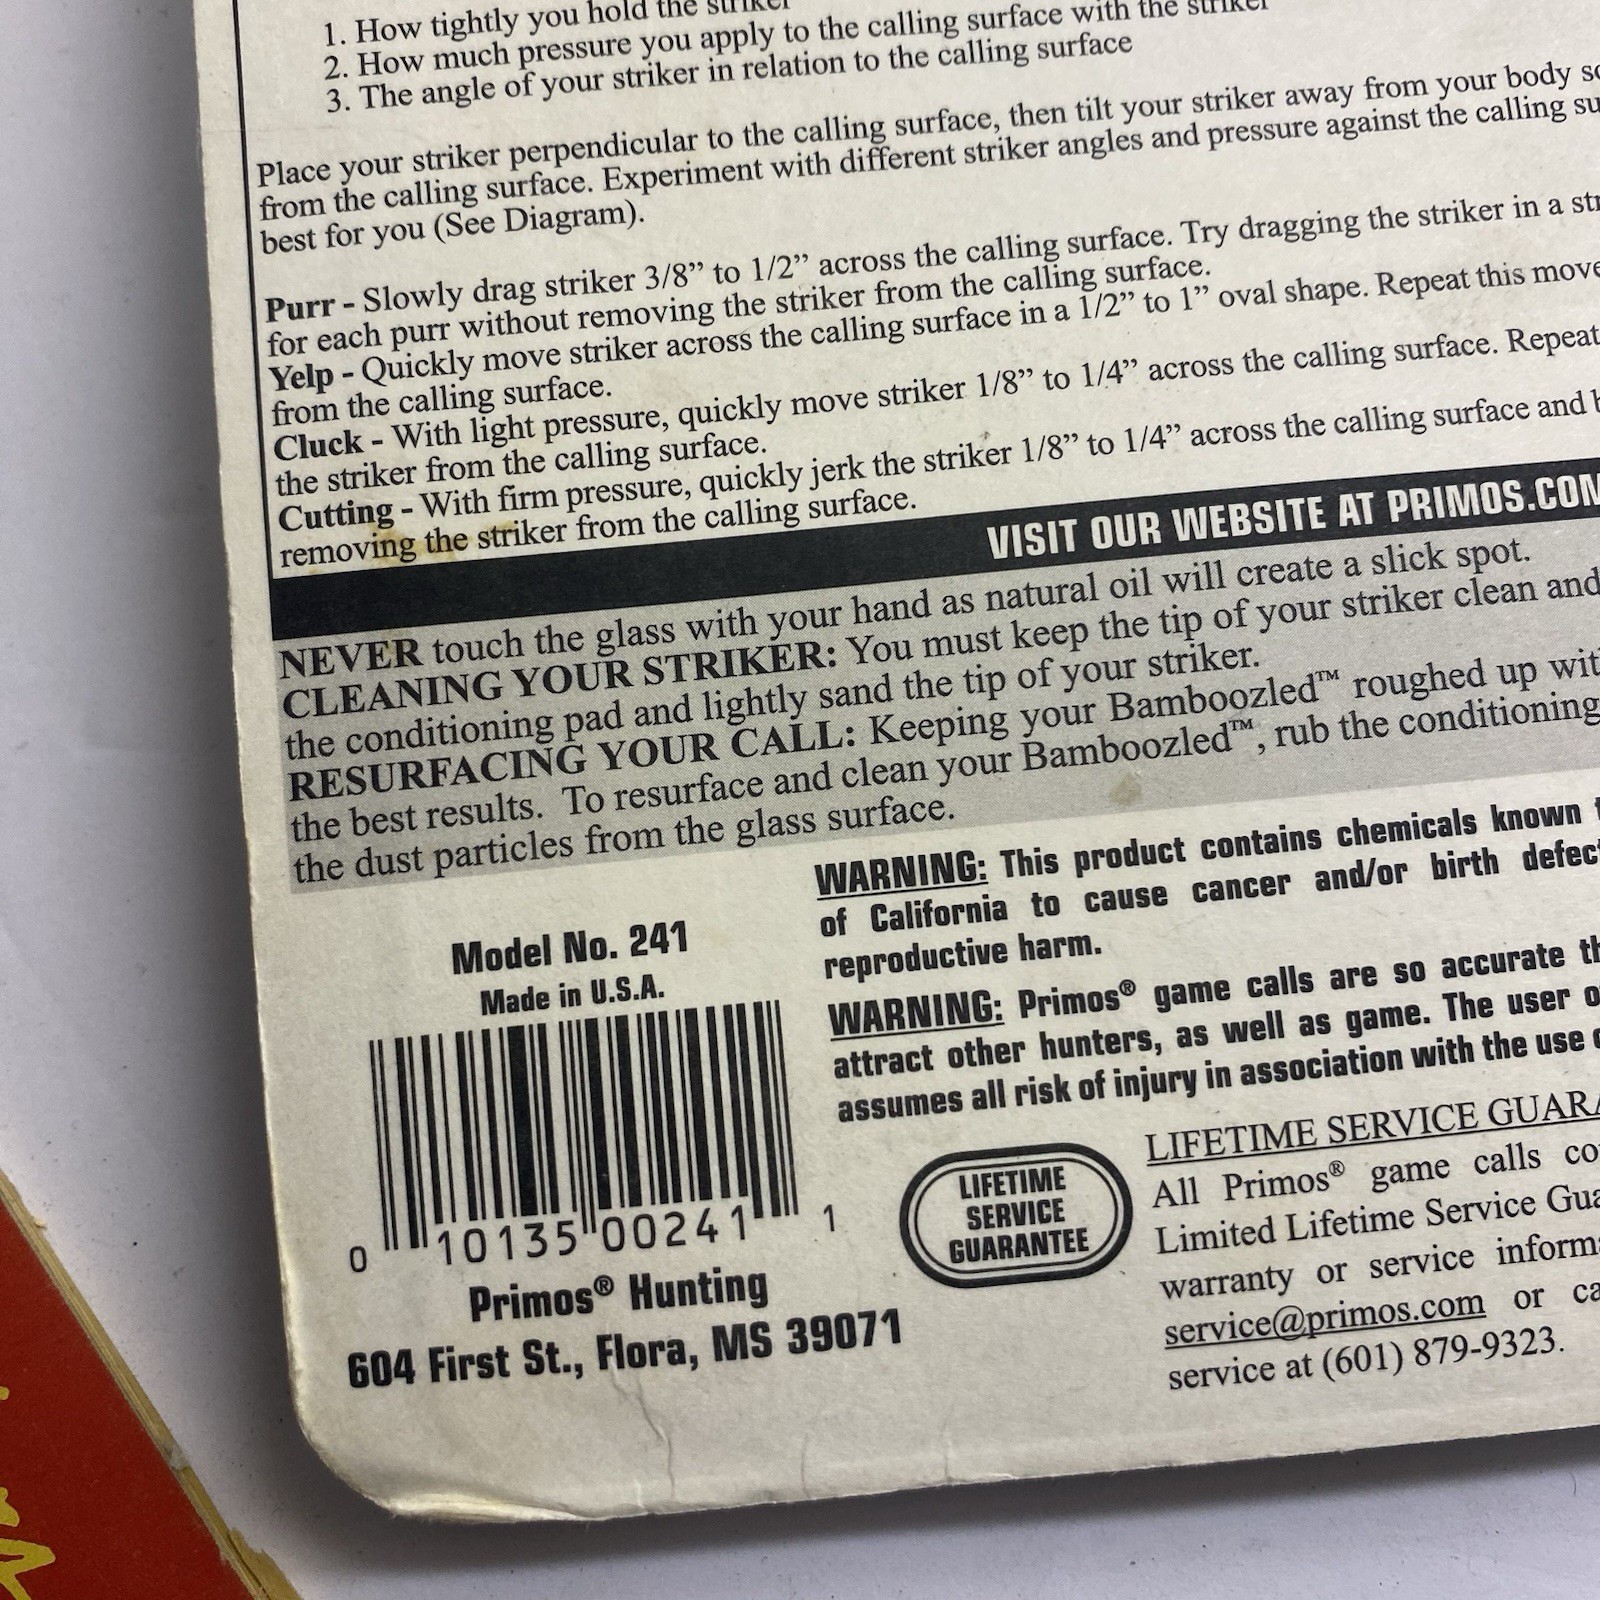 1. How tightly you hold the striker
2. How much pressure you apply to the calling surface with the striker
3. The angle of your striker in relation to the calling surface
Place your striker perpendicular to the calling surface, then tilt your striker away from your body
from the calling surface. Experiment with different striker angles and pressure against the calling
best for you (See Diagram).
Purr - Slowly drag striker 3/8” to 1/2” across the calling surface. Try dragging the striker in a
for each purr without removing the striker from the calling surface.
Yelp - Quickly move striker across the calling surface in a 1/2” to 1” oval shape. Repeat this
from the calling surface.
Cluck - With light pressure, quickly move striker 1/8” to 1/4” across the calling surface. Repeat
the striker from the calling surface.
Cutting - With firm pressure, quickly jerk the striker 1/8” to 1/4” across the calling surface and
removing the striker from the calling surface.
VISIT OUR WEBSITE AT PRIMOS.COM
NEVER touch the glass with your hand as natural oil will create a slick spot.
CLEANING YOUR STRIKER: You must keep the tip of your striker clean and
the conditioning pad and lightly sand the tip of your striker.
RESURFACING YOUR CALL: Keeping your Bamboozled™ roughed up
the best results. To resurface and clean your Bamboozled™, rub the conditioning
the dust particles from the glass surface.
WARNING: This product contains chemicals known
of California to cause cancer and/or birth
reproductive harm.
WARNING: Primos® game calls are so accurate
attract other hunters, as well as game. The user
assumes all risk of injury in association with the use
Model No. 241
Made in U.S.A.
0 10135 00241 1
Primos® Hunting
604 First St., Flora, MS 39071
LIFETIME
SERVICE
GUARANTEE
LIFETIME SERVICE
All Primos® game calls
Limited Lifetime Service
warranty or service
service@primos.com or
service at (601) 879-9323.